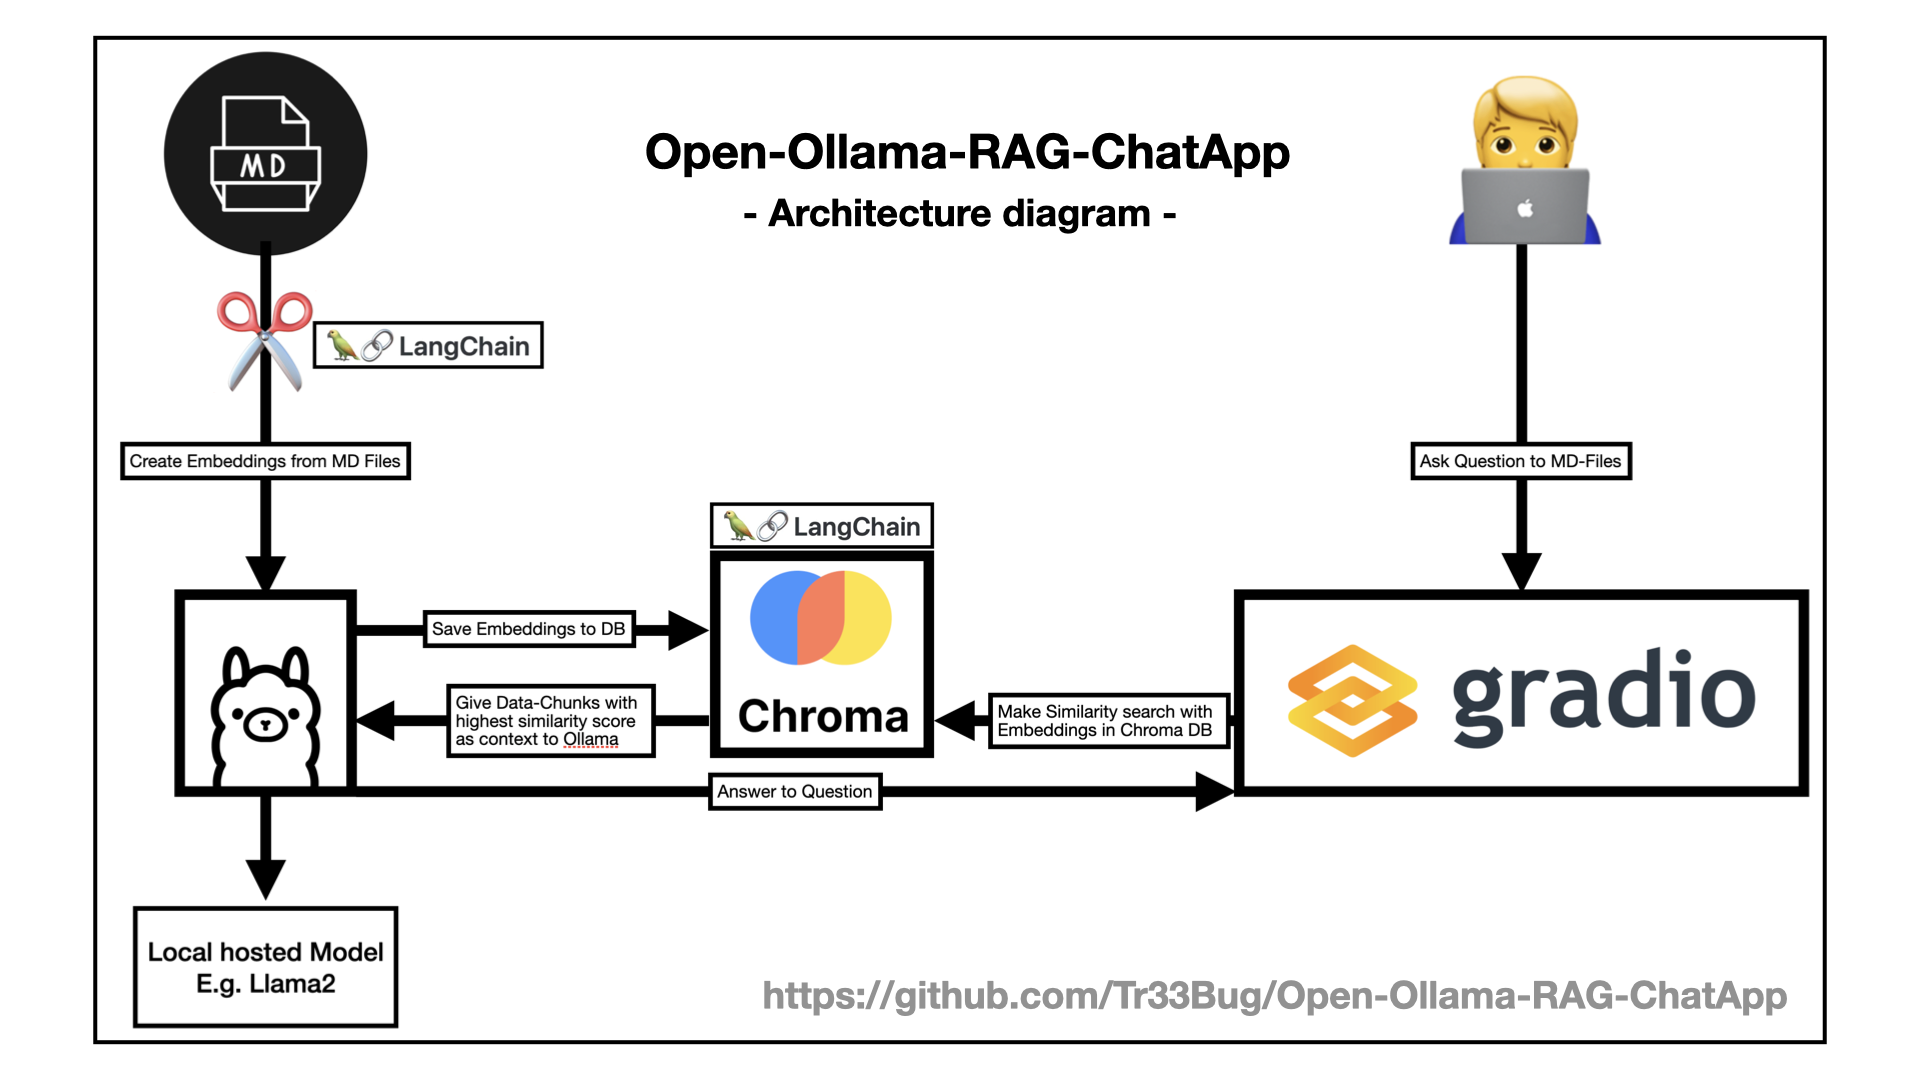 MD
Open-Ollama-RAG-ChatApp
- Architecture diagram -
LangChain
Create Embeddings from MD Files
Ask Question to MD-Files
LangChain
Save Embeddings to DB
Give Data-Chunks with
highest similarity score
as context to Ollama
Chroma
Make Similarity search with
Embeddings in Chroma DB
gradio
Answer to Question
Local hosted Model
E.g. Llama2
https://github.com/Tr33Bug/Open-Ollama-RAG-ChatApp